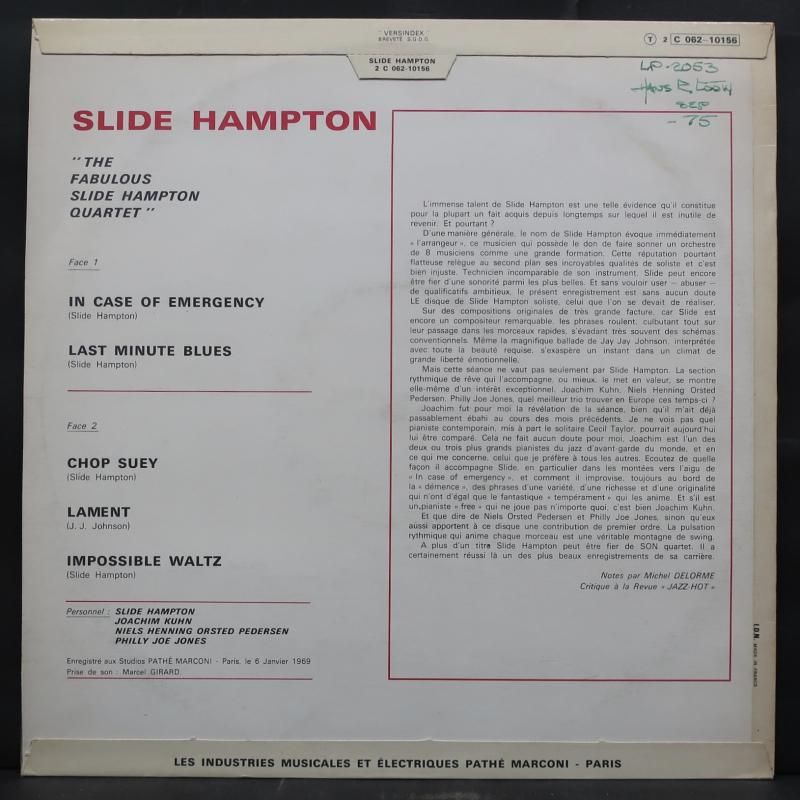 "VERSINDEX"
BREVETÉ S.G.D.G.
T 2 C 062-10156
SLIDE HAMPTON
2 C 062-10156
LP-2053
-75
SLIDE HAMPTON
"THE
FABULOUS
SLIDE HAMPTON
QUARTET"
Face 1
IN CASE OF EMERGENCY
(Slide Hampton)
LAST MINUTE BLUES
(Slide Hampton)
Face 2
CHOP SUEY
(Slide Hampton)
LAMENT
(J. J. Johnson)
IMPOSSIBLE WALTZ
(Slide Hampton)
Personnel : SLIDE HAMPTON
JOACHIM KUHN
NIELS HENNING ORSTED PEDERSEN
PHILLY JOE JONES
Enregistré aux Studios PATHÉ MARCONI - Paris, le 6 Janvier 1969
Prise de son : Marcel GIRARD.
L'immense talent de Slide Hampton est une telle évidence qu'il constitue
pour la plupart un fait acquis depuis longtemps sur lequel il est inutile de
revenir. Et pourtant ?
D'une manière générale, le nom de Slide Hampton évoque immédiatement
« l'arrangeur », ce musicien qui possède le don de faire sonner un orchestre
de 8 musiciens comme une grande formation. Cette réputation pourtant
flatteuse relègue au second plan ses incroyables qualités de soliste et c'est
bien injuste. Technicien incomparable de son instrument, Slide peut encore
être fier d'une sonorité parmi les plus belles. Et sans vouloir user — abuser —
de qualificatifs ambitieux, le présent enregistrement est sans aucun doute
LE disque de Slide Hampton soliste, celui que l'on se devait de réaliser.
Sur des compositions originales de très grande facture, car Slide est
encore un compositeur remarquable, les phrases roulent, culbutant tout sur
leur passage dans les morceaux rapides, s'évadant très souvent des schémas
conventionnels. Même la magnifique ballade de Jay Jay Johnson, interprétée
avec toute la beauté requise, s'exaspère un instant dans un climat de
grande liberté émotionnelle.
Mais cette séance ne vaut pas seulement par Slide Hampton. La section
rythmique de rêve qui l'accompagne, ou mieux, le met en valeur, se montre
elle-même d'un intérêt exceptionnel. Joachim Kuhn, Niels Henning Orsted
Pedersen, Philly Joe Jones, quel meilleur trio trouver en Europe ces temps-ci ?
Joachim fut pour moi la révélation de la séance, bien qu'il m'ait déjà
passablement ébahi au cours des mois précédents. Je ne vois pas quel
pianiste contemporain, mis à part le solitaire Cecil Taylor, pourrait aujourd'hui
lui être comparé. Cela ne fait aucun doute pour moi, Joachim est l'un des
deux ou trois plus grands pianistes du jazz d'avant-garde du monde, et en
ce qui me concerne, celui que je préfère à tous les autres. Ecoutez de quelle
façon il accompagne Slide, en particulier dans les montées vers l'aigu de
« In case of emergency », et comment il improvise, toujours au bord de
la « démence », des phrases d'une variété, d'une richesse et d'une originalité
qui n'ont d'égal que le fantastique « tempérament » qui les anime. Et s'il est
un pianiste « free » qui ne joue pas n'importe quoi, c'est bien Joachim Kuhn.
Et que dire de Niels Orsted Pedersen et Philly Joe Jones, sinon qu'eux
aussi apportent à ce disque une contribution de premier ordre. La pulsation
rythmique qui anime chaque morceau est une véritable montagne de swing.
A plus d'un titre Slide Hampton peut être fier de SON quartet. Il a
certainement réussi là un des plus beaux enregistrements de sa carrière.
Notes par Michel DELORME
Critique à la Revue « JAZZ-HOT »
I.D.N. MADE IN FRANCE
LES INDUSTRIES MUSICALES ET ÉLECTRIQUES PATHÉ MARCONI - PARIS